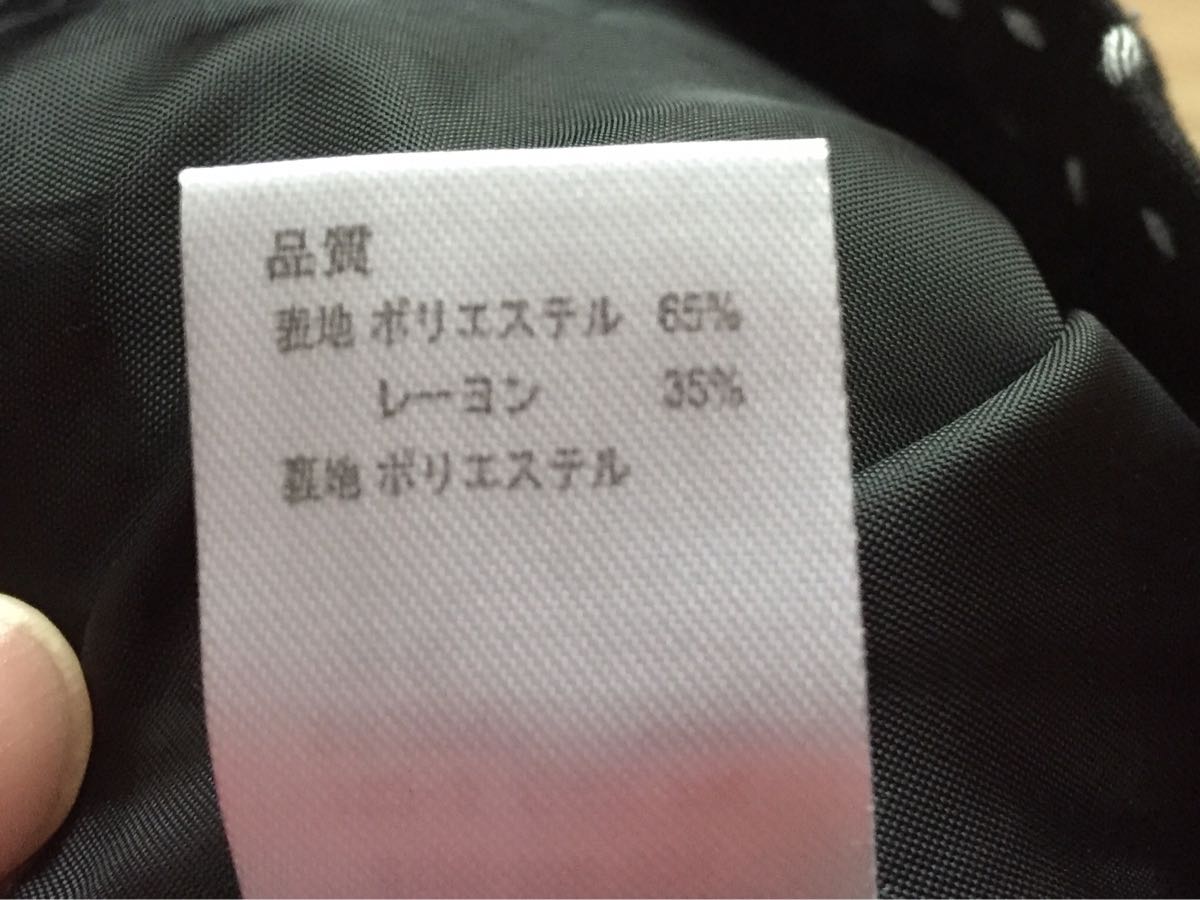 品質
表地 ポリエステル 65%
レーヨン 35%
裏地 ポリエステル